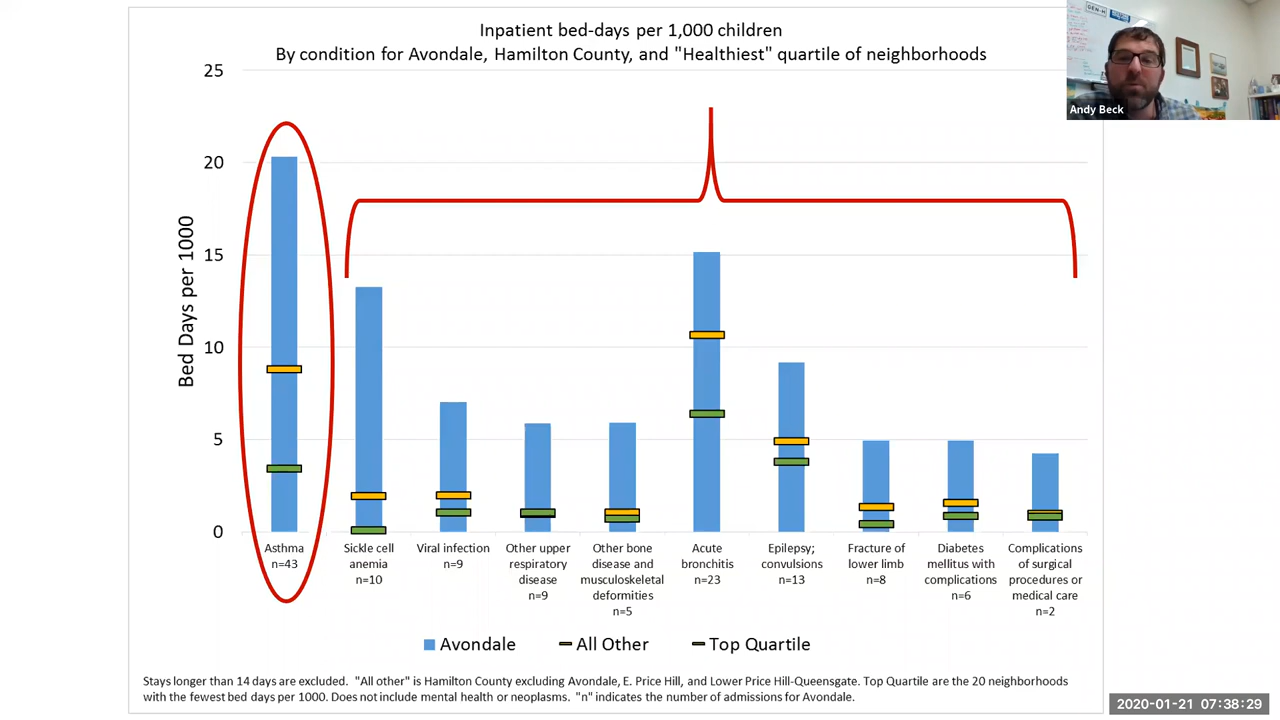 Inpatient bed-days per 1,000 children
By condition for Avondale, Hamilton County, and "Healthiest" quartile of neighborhoods
Andy Beck
25
20
15
10
5
0
Bed Days per 1000
Asthma
n=43
Sickle cell
anemia
n=10
Viral infection
n=9
Other upper
respiratory
disease
n=9
Other bone
disease and
musculoskeletal
deformities
n=5
Acute
bronchitis
n=23
Epilepsy;
convulsions
n=13
Fracture of
lower limb
n=8
Diabetes
mellitus with
complications
n=6
Complications
of surgical
procedures or
medical care
n=2
Avondale
All Other
Top Quartile
Stays longer than 14 days are excluded.  "All other" is Hamilton County excluding Avondale, E. Price Hill, and Lower Price Hill-Queensgate. Top Quartile are the 20 neighborhoods
with the fewest bed days per 1000. Does not include mental health or neoplasms.  "n" indicates the number of admissions for Avondale.
2020-01-21 07:38:29